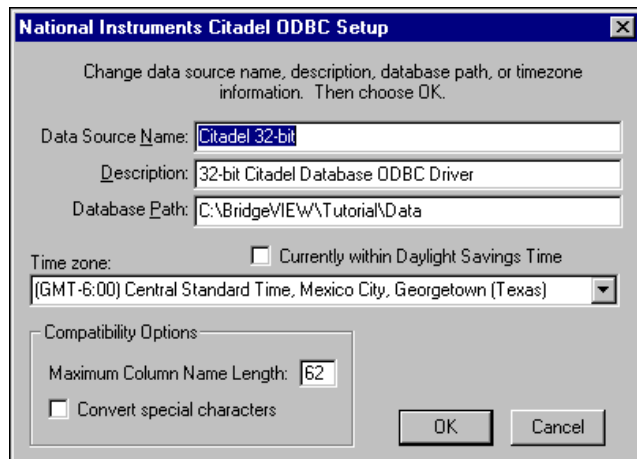 National Instruments Citadel ODBC Setup
Change data source name, description, database path, or timezone
information. Then choose OK.
Data Source Name: Citadel 32-bit
Description: 32-bit Citadel Database ODBC Driver
Database Path: C:\BridgeVIEW\Tutorial\Data
Time zone: Currently within Daylight Savings Time
(GMT-6:00) Central Standard Time, Mexico City, Georgetown (Texas)
Compatibility Options
Maximum Column Name Length: 62
Convert special characters
OK Cancel